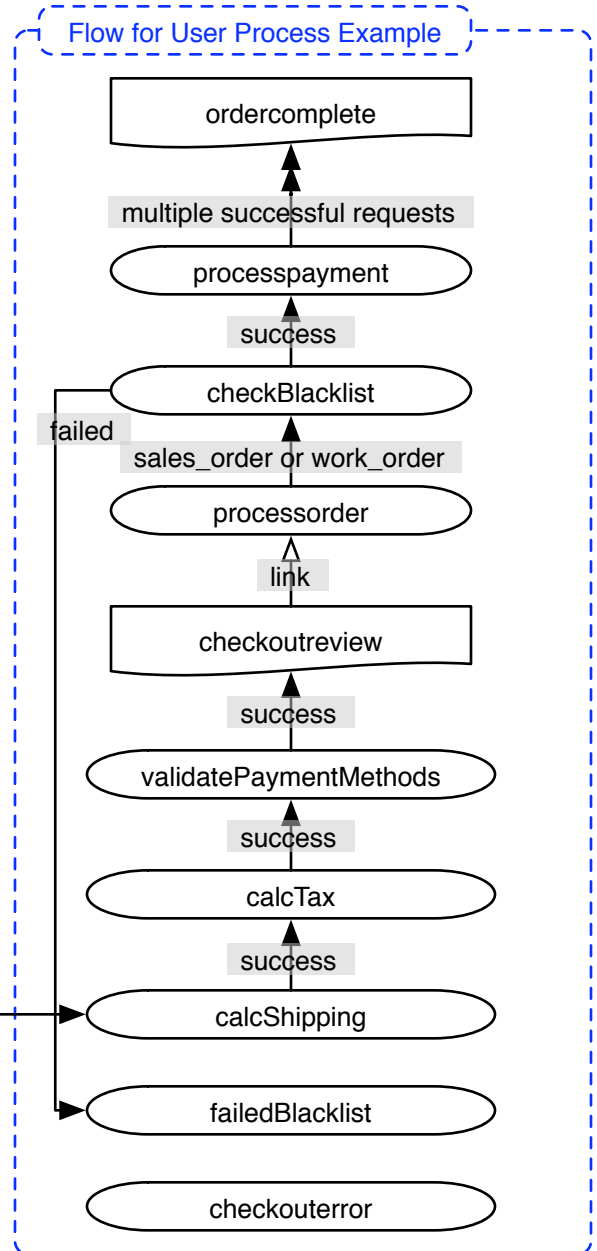 Flow for User Process Example
ordercomplete
multiple successful requests
processpayment
success
checkBlacklist
failed
sales_order or work_order
processorder
link
checkoutreview
success
validatePaymentMethods
success
calcTax
success
calcShipping
failedBlacklist
checkouterror